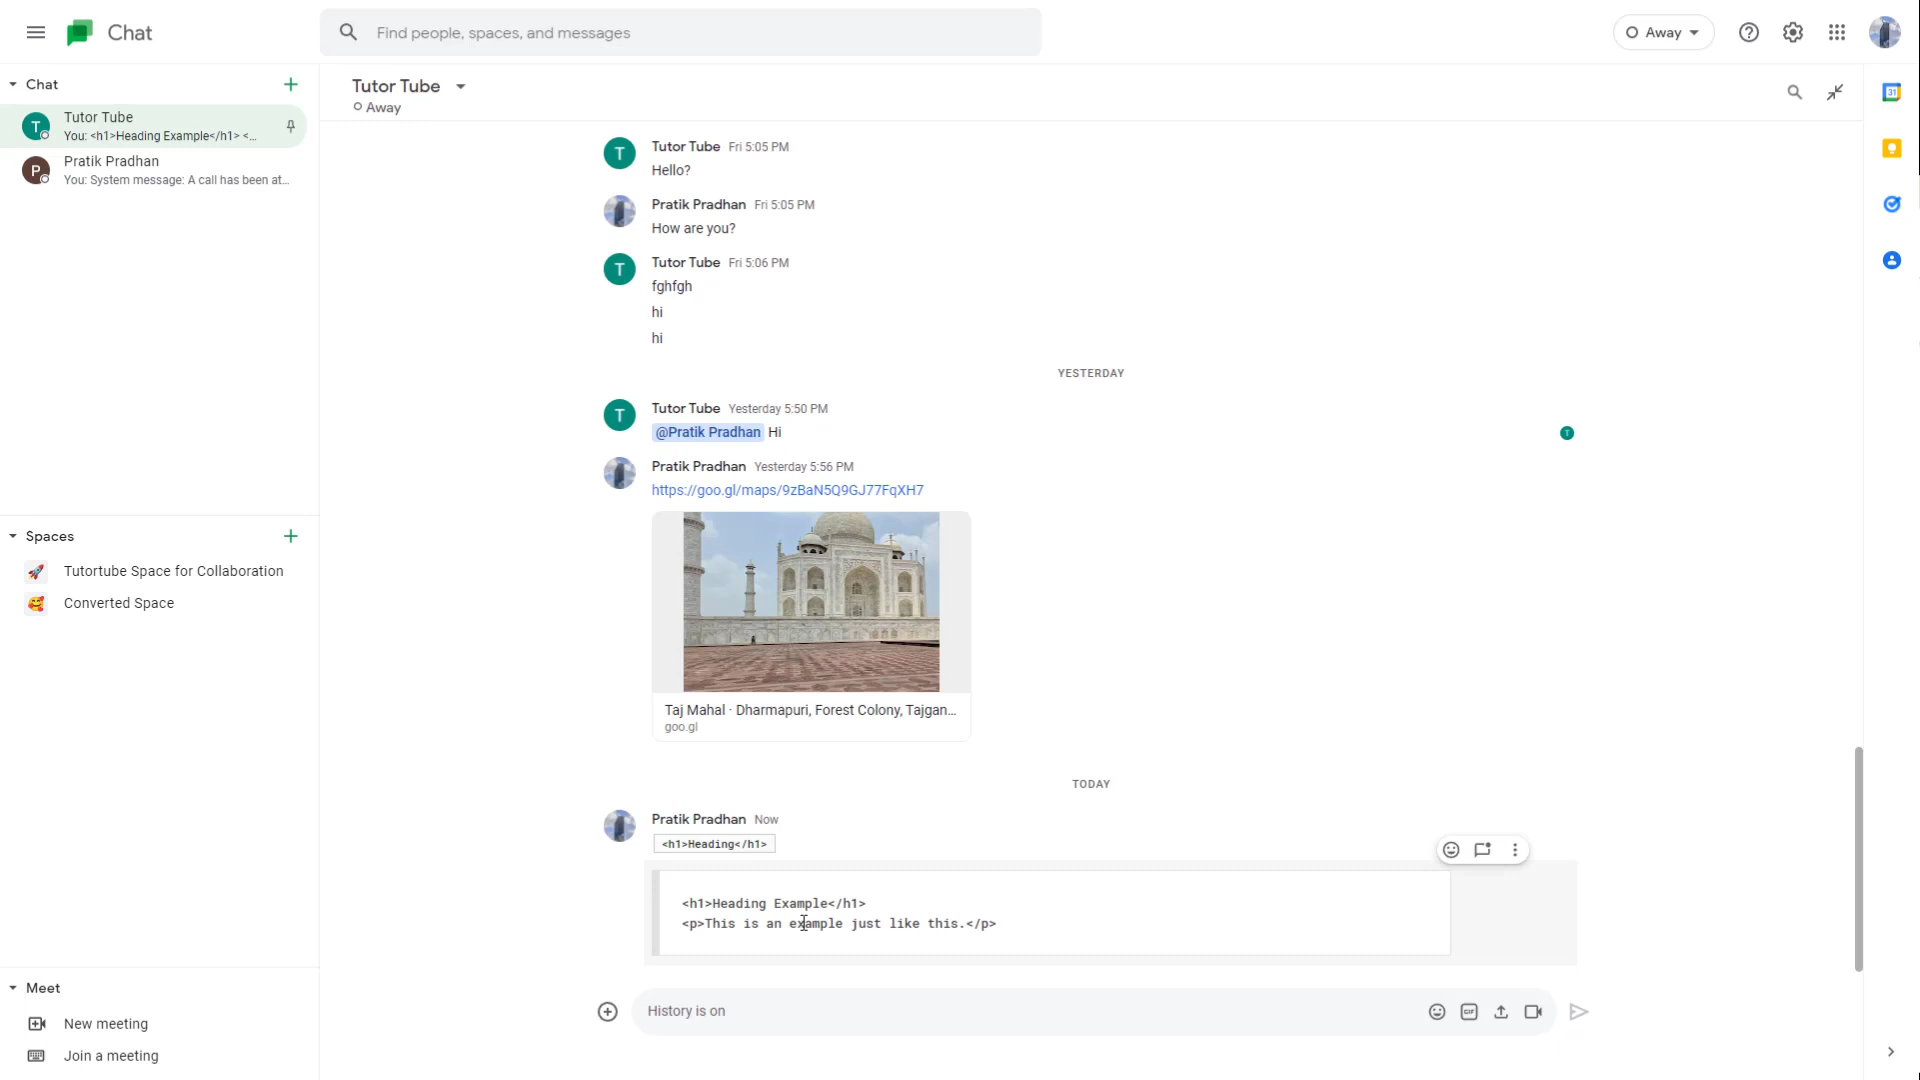 Chat
Find people, spaces, and messages
Away
Chat
Tutor Tube
You: <h1>Heading Example</h1> <...
Pratik Pradhan
You: System message: A call has been at...
Spaces
Tutortube Space for Collaboration
Converted Space
Meet
New meeting
Join a meeting
Tutor Tube
Away
T
T
P
31
Tutor Tube Fri 5:05 PM
Hello?
Pratik Pradhan Fri 5:05 PM
How are you?
T
Tutor Tube Fri 5:06 PM
fghfgh
hi
hi
YESTERDAY
T
Tutor Tube Yesterday 5:50 PM
@Pratik Pradhan Hi
T
Pratik Pradhan Yesterday 5:56 PM
https://goo.gl/maps/9zBaN5Q9GJ77FqXH7
Taj Mahal · Dharmapuri, Forest Colony, Tajgan...
goo.gl
TODAY
Pratik Pradhan Now
<h1>Heading</h1>
<h1>Heading Example</h1>
<p>This is an example just like this.</p>
History is on
GIF